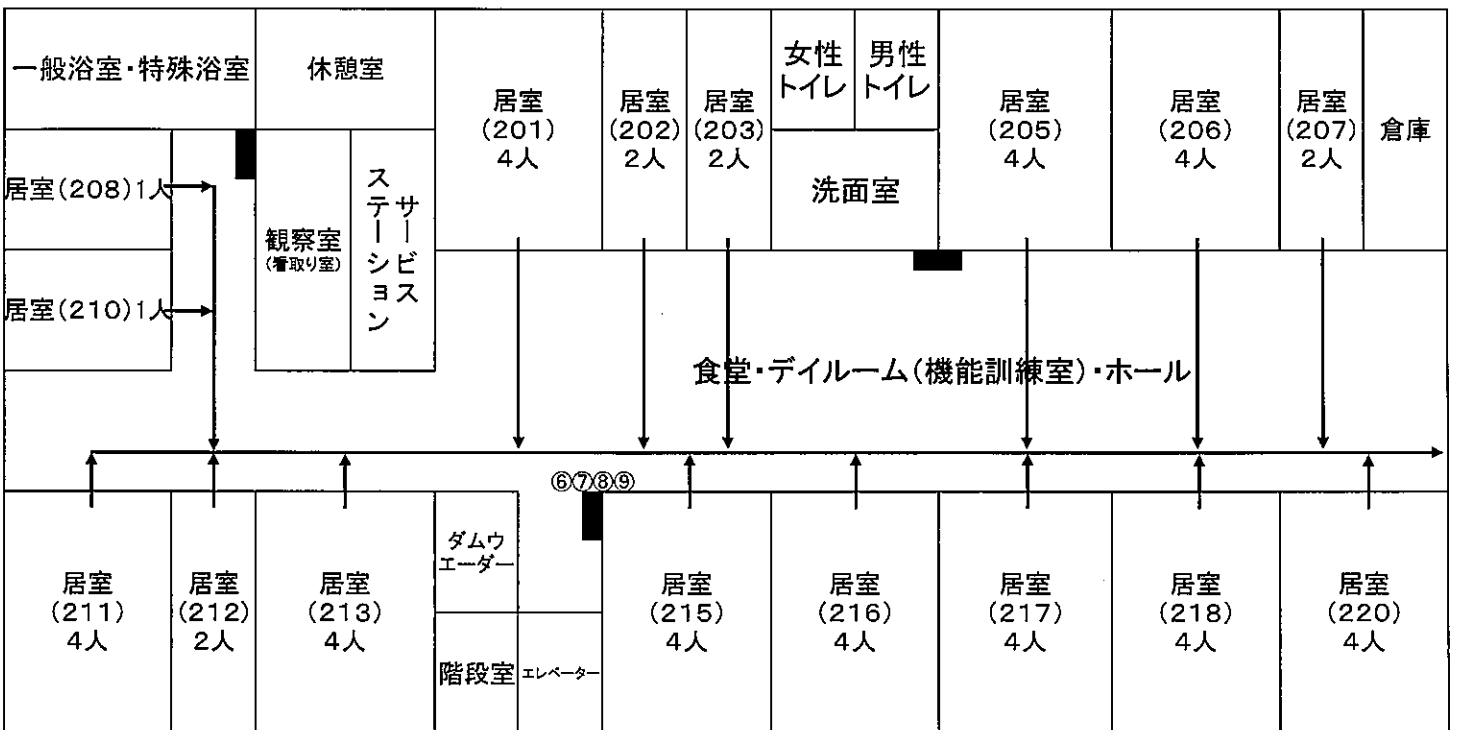 一般浴室・特殊浴室
休憩室
居室
(201)
4人
居室
(202)
2人
居室
(203)
2人
女性
トイレ
男性
トイレ
洗面室
居室
(205)
4人
居室
(206)
4人
居室
(207)
2人
倉庫
居室(208)1人
居室(210)1人
観察室
(看取り室)
サービス
ステーション
食堂・デイルーム(機能訓練室)・ホール
⑥⑦⑧⑨
居室
(211)
4人
居室
(212)
2人
居室
(213)
4人
ダムウ
エーダー
階段室
エレベーター
居室
(215)
4人
居室
(216)
4人
居室
(217)
4人
居室
(218)
4人
居室
(220)
4人